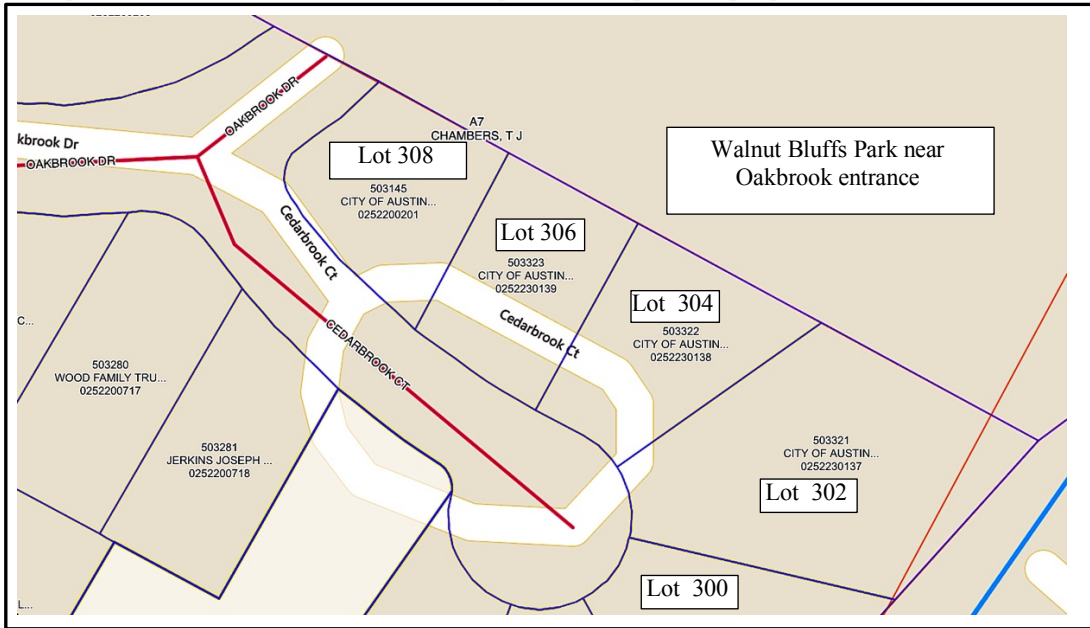 kbrook Dr
OAKBROOK DR
OAKBROOK DR
A7
CHAMBERS, T J
Lot 308
503145
CITY OF AUSTIN...
0252200201
Walnut Bluffs Park near
Oakbrook entrance
Cedarbrook Ct
Lot 306
503323
CITY OF AUSTIN...
0252230139
Lot 304
503322
CITY OF AUSTIN...
0252230138
Cedarbrook Ct
CEDARBROOK CT
C...
503280
WOOD FAMILY TRU...
0252200717
503281
JERKINS JOSEPH ...
0252200718
503321
CITY OF AUSTIN...
0252230137
Lot 302
Lot 300
L...